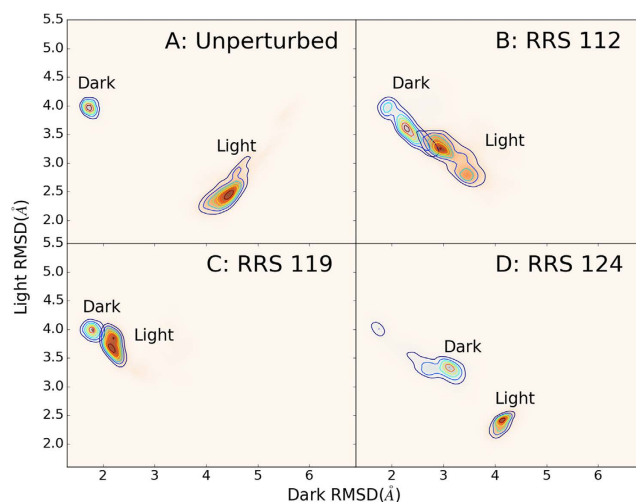 5.5
A: Unperturbed
B: RRS 112
5.0
Dark
Dark
4.5
4.0
Light
Light
3.5
3.0
2.5
2.0
5.5
C: RRS 119
D: RRS 124
5.0
4.5
Dark
4.0
Light
Dark
3.5
3.0
Light
2.5
2.0
2 3 4 5 6
2 3 4 5 6
Light RMSD(Å)
Dark RMSD(Å)